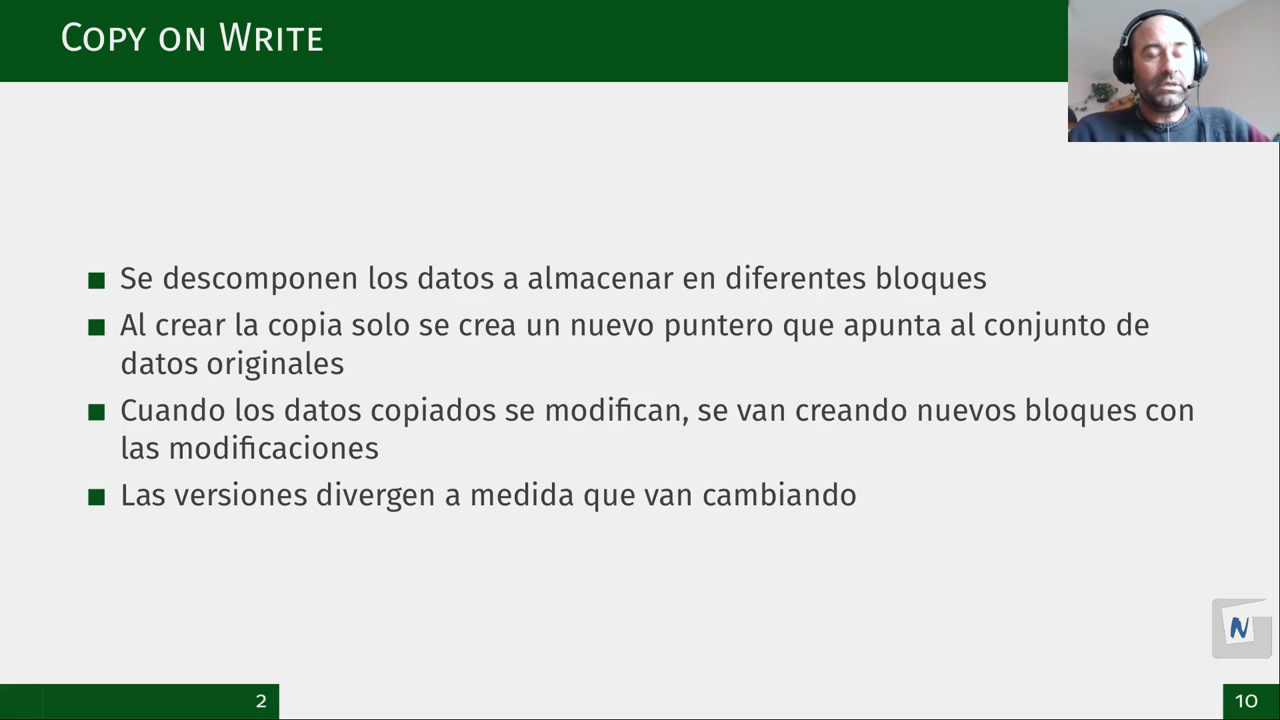 Copy on Write
Se descomponen los datos a almacenar en diferentes bloques
Al crear la copia solo se crea un nuevo puntero que apunta al conjunto de
datos originales
Cuando los datos copiados se modifican, se van creando nuevos bloques con
las modificaciones
Las versiones divergen a medida que van cambiando
N
2
10